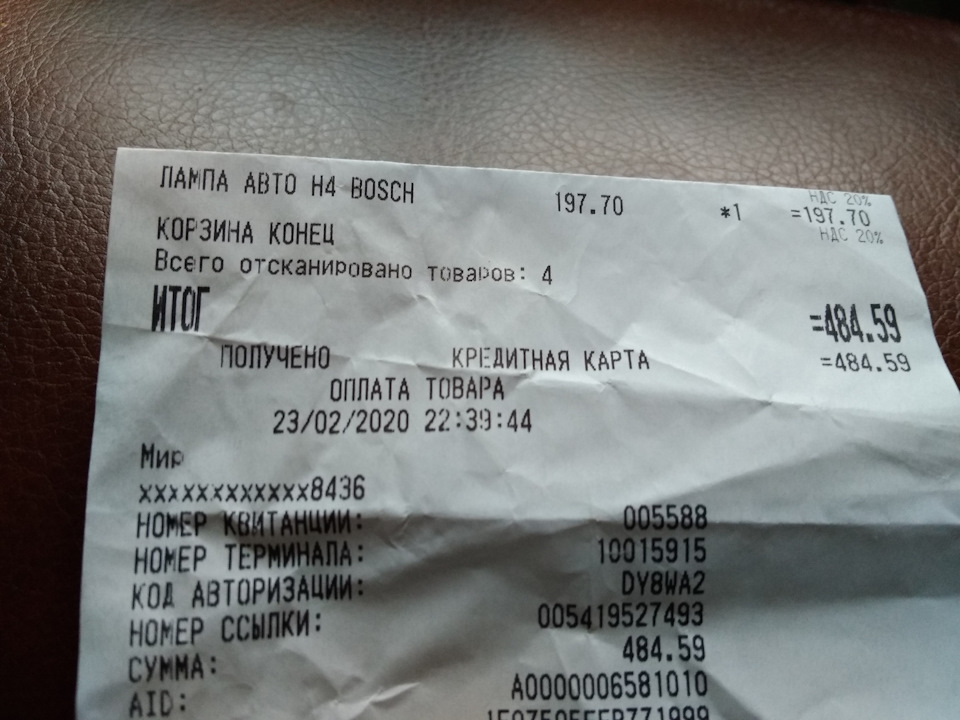 НДС 20%
ЛАМПА АВТО H4 BOSCH 197.70 *1 =197.70
НДС 20%
КОРЗИНА КОНЕЦ
Всего отсканировано товаров: 4
ИТОГ =484.59
ПОЛУЧЕНО КРЕДИТНАЯ КАРТА =484.59
ОПЛАТА ТОВАРА
23/02/2020 22:39:44
Мир
xxxxxxxxxxxx8436
НОМЕР КВИТАНЦИИ: 005588
НОМЕР ТЕРМИНАЛА: 10015915
КОД АВТОРИЗАЦИИ: DY8WA2
НОМЕР ССЫЛКИ: 005419527493
СУММА: 484.59
AID: A0000006581010